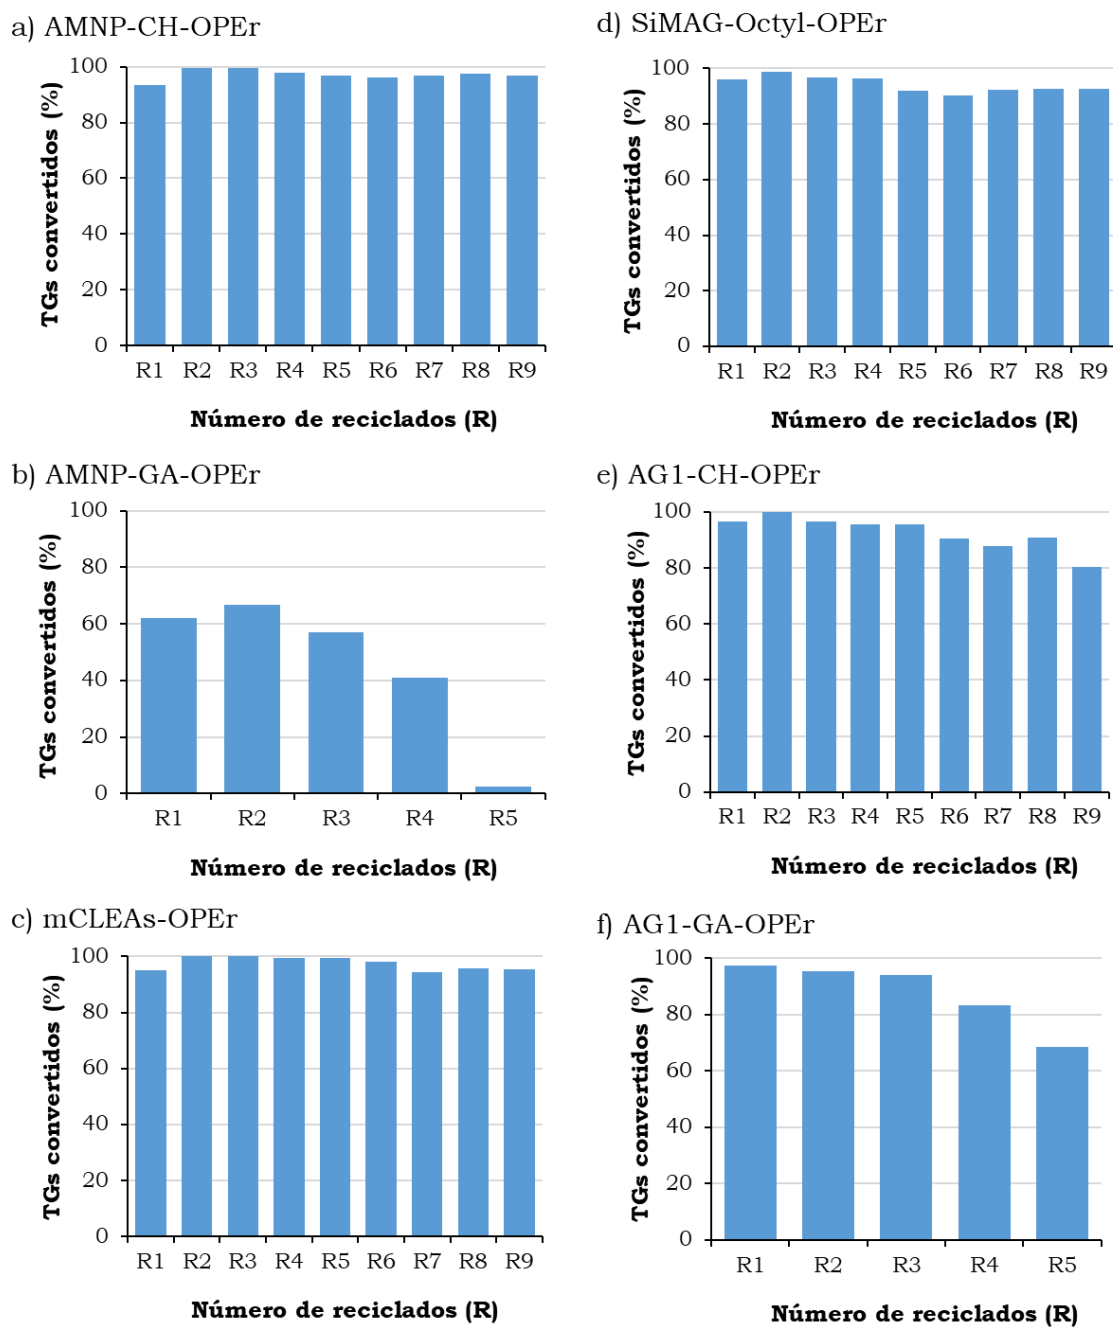 a) AMNP-CH-OPEr
TGs convertidos (%)
100
80
60
40
20
0
R1 R2 R3 R4 R5 R6 R7 R8 R9
Número de reciclados (R)
d) SiMAG-Octyl-OPEr
TGs convertidos (%)
100
80
60
40
20
0
R1 R2 R3 R4 R5 R6 R7 R8 R9
Número de reciclados (R)
b) AMNP-GA-OPEr
TGs convertidos (%)
100
80
60
40
20
0
R1 R2 R3 R4 R5
Número de reciclados (R)
e) AG1-CH-OPEr
TGs convertidos (%)
100
80
60
40
20
0
R1 R2 R3 R4 R5 R6 R7 R8 R9
Número de reciclados (R)
c) mCLEAs-OPEr
TGs convertidos (%)
100
80
60
40
20
0
R1 R2 R3 R4 R5 R6 R7 R8 R9
Número de reciclados (R)
f) AG1-GA-OPEr
TGs convertidos (%)
100
80
60
40
20
0
R1 R2 R3 R4 R5
Número de reciclados (R)